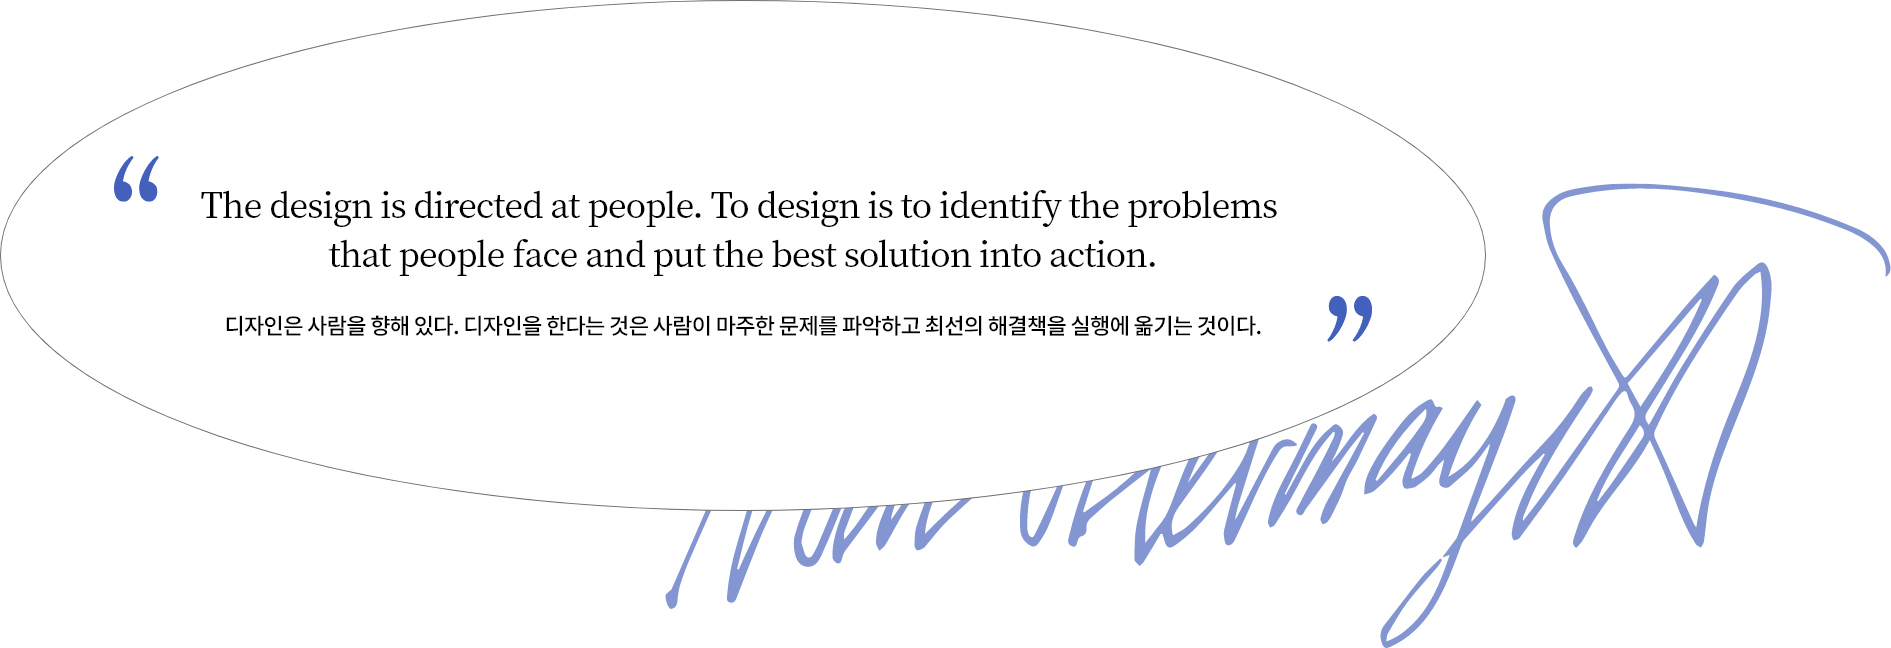 “
The design is directed at people. To design is to identify the problems
that people face and put the best solution into action.
디자인은 사람을 향해 있다. 디자인을 한다는 것은 사람이 마주한 문제를 파악하고 최선의 해결책을 실행에 옮기는 것이다.
”